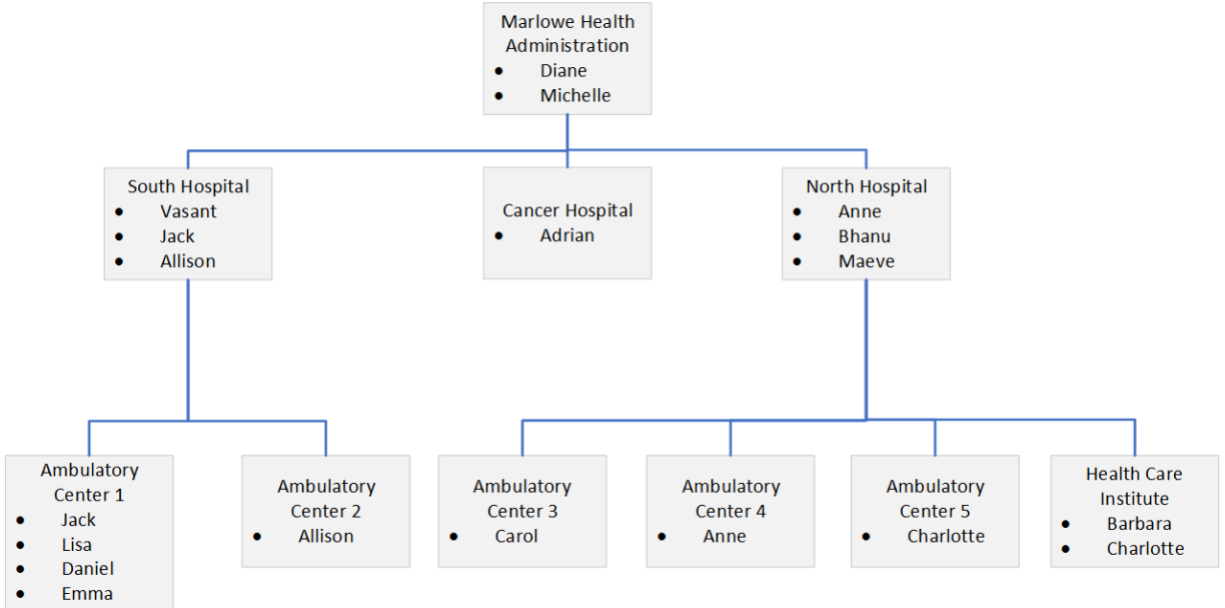 Marlowe Health
Administration
• Diane
• Michelle
South Hospital
• Vasant
• Jack
• Allison
Cancer Hospital
• Adrian
North Hospital
• Anne
• Bhanu
• Maeve
Ambulatory
Center 1
• Jack
• Lisa
• Daniel
• Emma
Ambulatory
Center 2
• Allison
Ambulatory
Center 3
• Carol
Ambulatory
Center 4
• Anne
Ambulatory
Center 5
• Charlotte
Health Care
Institute
• Barbara
• Charlotte